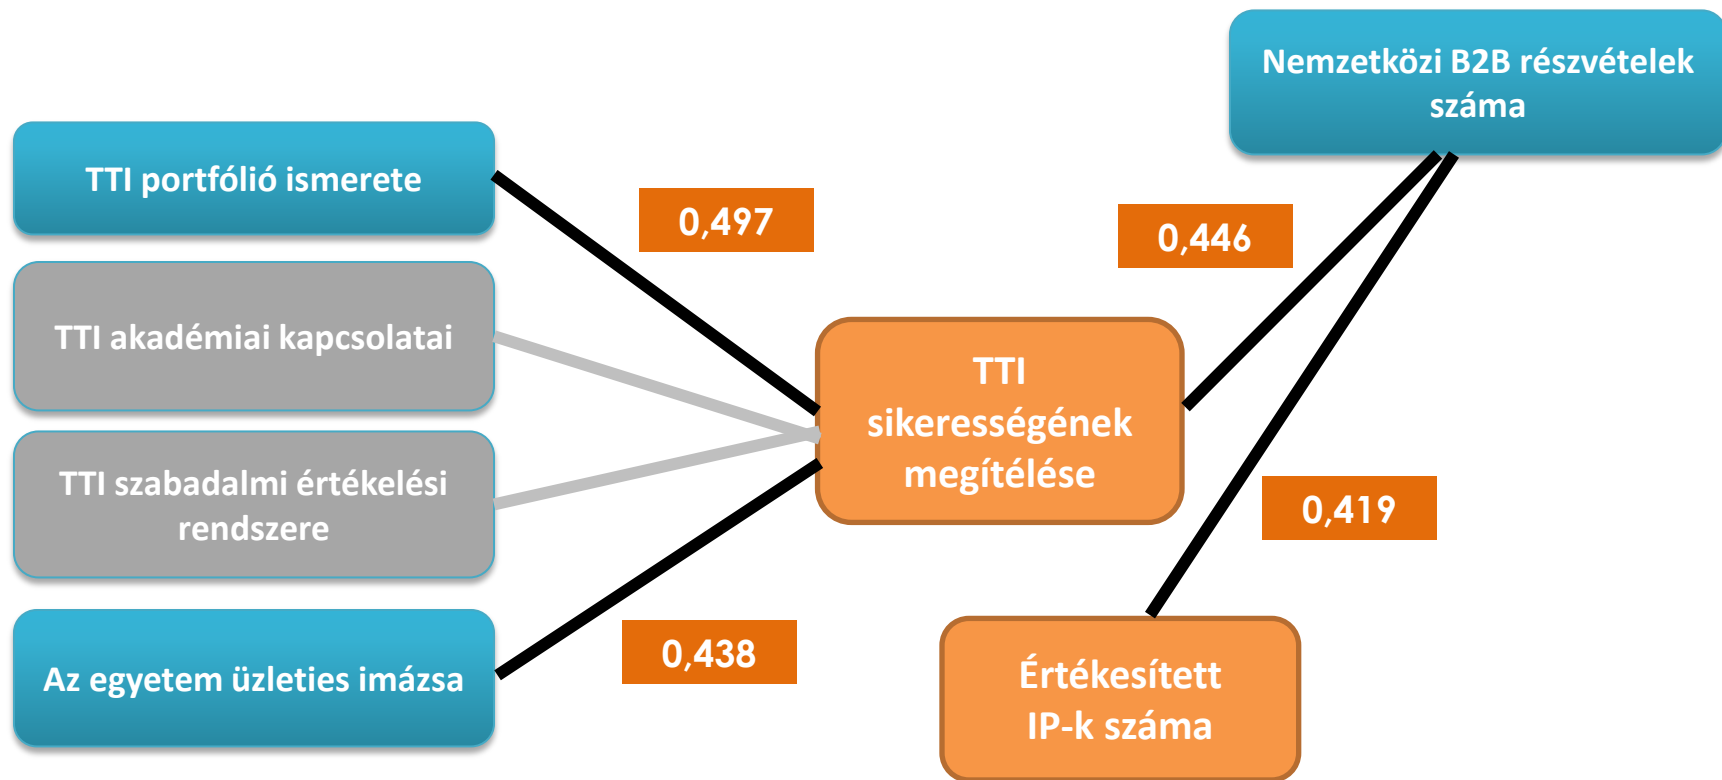 Nemzetközi B2B részvételek
száma
TTI portfólió ismerete
0,497
0,446
TTI akadémiai kapcsolatai
TTI
sikerességének
megítélése
TTI szabadalmi értékelési
rendszere
0,419
Az egyetem üzleties imázsa
0,438
Értékesített
IP-k száma